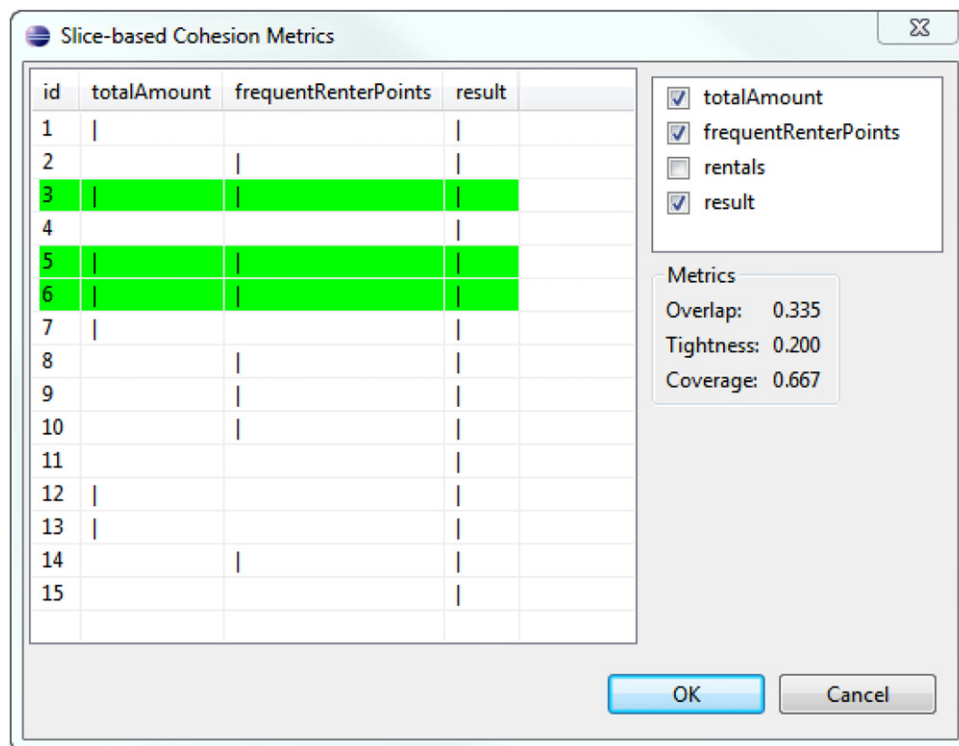 Slice-based Cohesion Metrics
id totalAmount frequentRenterPoints result
1 | |
2 | |
3 | | |
4 |
5 | | |
6 | | |
7 | |
8 | |
9 | |
10 | |
11 |
12 | |
13 | |
14 | |
15 |
totalAmount
frequentRenterPoints
rentals
result
Metrics
Overlap: 0.335
Tightness: 0.200
Coverage: 0.667
OK Cancel